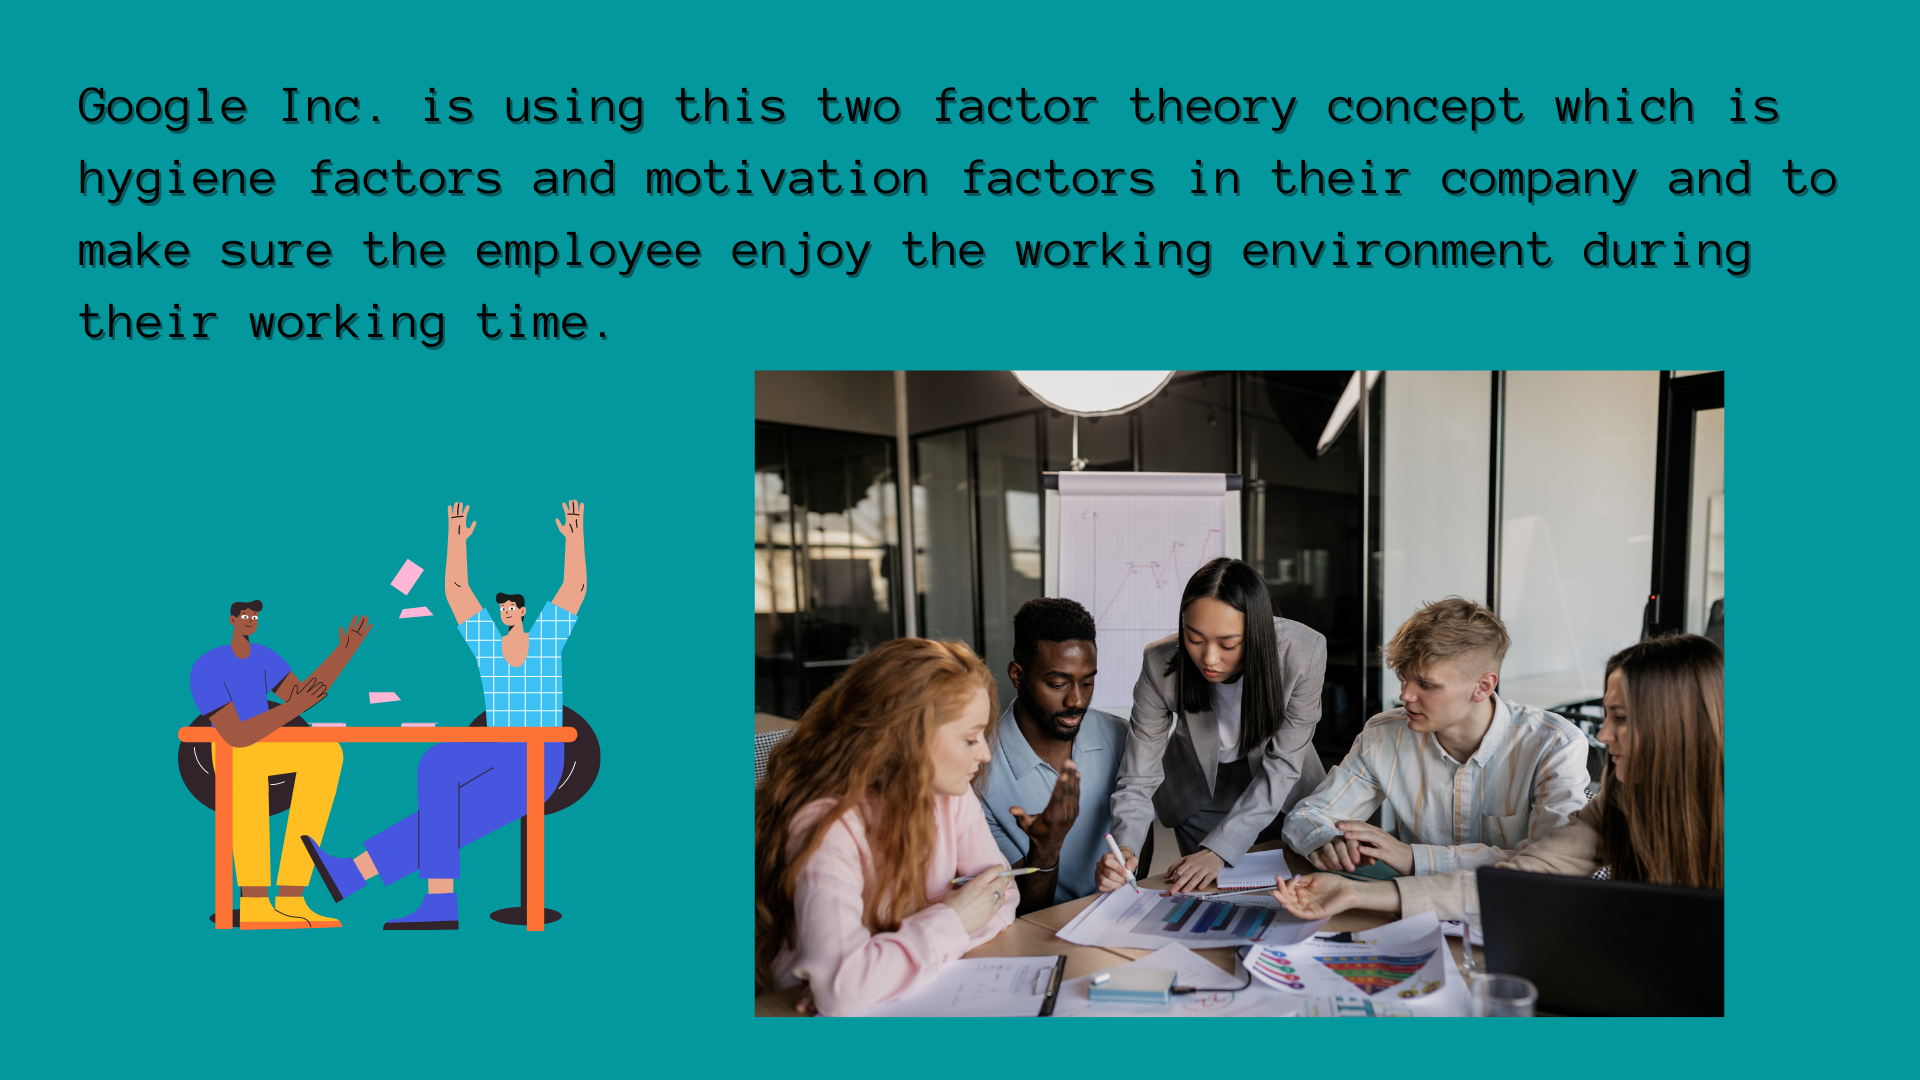 Google Inc. is using this two factor theory concept which is
hygiene factors and motivation factors in their company and to
make sure the employee enjoy the working environment during
their working time.